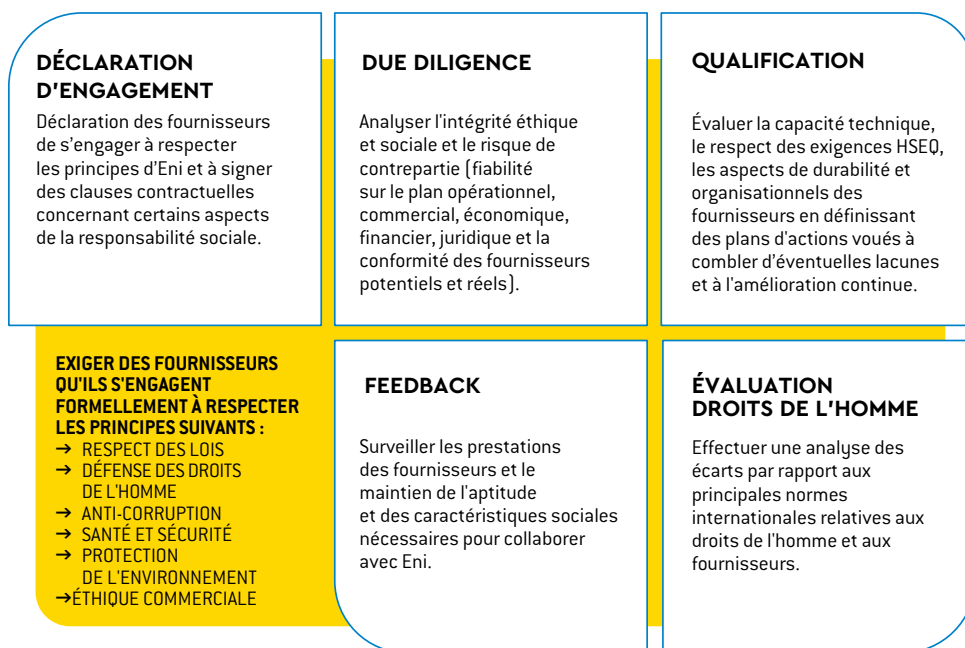 DÉCLARATION
D'ENGAGEMENT
Déclaration des fournisseurs
de s'engager à respecter
les principes d'Eni et à signer
des clauses contractuelles
concernant certains aspects
de la responsabilité sociale.
DUE DILIGENCE
Analyser l'intégrité éthique
et sociale et le risque de
contrepartie (fiabilité
sur le plan opérationnel,
commercial, économique,
financier, juridique et la
conformité des fournisseurs
potentiels et réels).
QUALIFICATION
Évaluer la capacité technique,
le respect des exigences HSEQ,
les aspects de durabilité et
organisationnels des
fournisseurs en définissant
des plans d'actions voués à
combler d'éventuelles lacunes
et à l'amélioration continue.
EXIGER DES FOURNISSEURS
QU'ILS S'ENGAGENT
FORMELLEMENT À RESPECTER
LES PRINCIPES SUIVANTS :
→ RESPECT DES LOIS
→ DÉFENSE DES DROITS
DE L'HOMME
→ ANTI-CORRUPTION
→ SANTÉ ET SÉCURITÉ
→ PROTECTION
DE L'ENVIRONNEMENT
→ÉTHIQUE COMMERCIALE
FEEDBACK
Surveiller les prestations
des fournisseurs et le
maintien de l'aptitude
et des caractéristiques sociales
nécessaires pour collaborer
avec Eni.
ÉVALUATION
DROITS DE L'HOMME
Effectuer une analyse des
écarts par rapport aux
principales normes
internationales relatives aux
droits de l'homme et aux
fournisseurs.